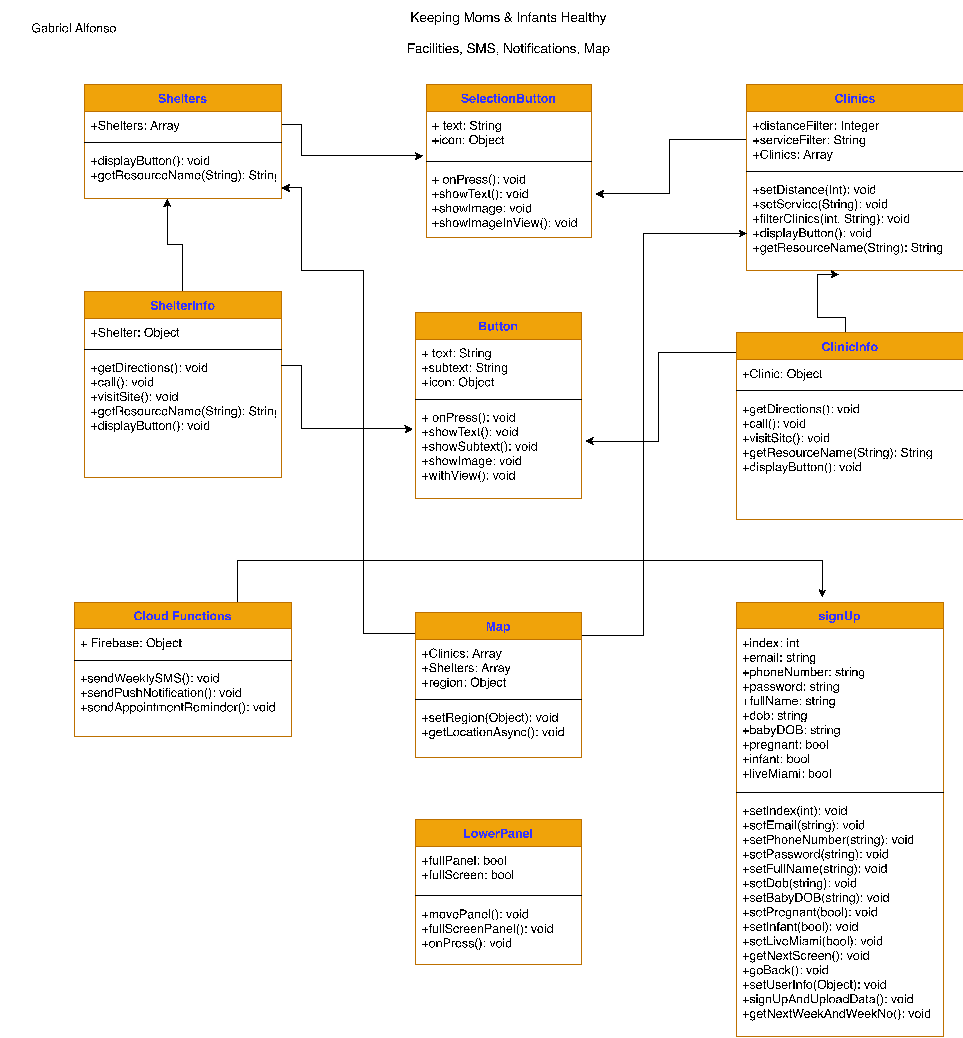 Gabriel Alfonso
Keeping Moms & Infants Healthy
Facilities, SMS, Notifications, Map
Shelters
+Shelters: Array
+displayButton(): void
+getResourceName(String): String
SelectionButton
+ text: String
+icon: Object
+ onPress(): void
+showText(): void
+showImage: void
+showImageInView(): void
Clinics
+distanceFilter: Integer
+serviceFilter: String
+Clinics: Array
+setDistance(Int): void
+setService(String): void
+filterClinics(int, String): void
+displayButton(): void
+getResourceName(String): String
ShelterInfo
+Shelter: Object
+getDirections(): void
+call(): void
+visitSite(): void
+getResourceName(String): String
+displayButton(): void
Button
+ text: String
+subtext: String
+icon: Object
+ onPress(): void
+showText(): void
+showSubtext(): void
+showImage: void
+withView(): void
ClinicInfo
+Clinic: Object
+getDirections(): void
+call(): void
+visitSite(): void
+getResourceName(String): String
+displayButton(): void
Cloud Functions
+ Firebase: Object
+sendWeeklySMS(): void
+sendPushNotification(): void
+sendAppointmentReminder(): void
Map
+Clinics: Array
+Shelters: Array
+region: Object
+setRegion(Object): void
+getLocationAsync(): void
signUp
+index: int
+email: string
+phoneNumber: string
+password: string
+fullName: string
+dob: string
+babyDOB: string
+pregnant: bool
+infant: bool
+liveMiami: bool
+setIndex(int): void
+setEmail(string): void
+setPhoneNumber(string): void
+setPassword(string): void
+setFullName(string): void
+setDob(string): void
+setBabyDOB(string): void
+setPregnant(bool): void
+setInfant(bool): void
+setLiveMiami(bool): void
+getNextScreen(): void
+goBack(): void
+setUserInfo(Object): void
+signUpAndUploadData(): void
+getNextWeekAndWeekNo(): void
LowerPanel
+fullPanel: bool
+fullScreen: bool
+movePanel(): void
+fullScreenPanel(): void
+onPress(): void